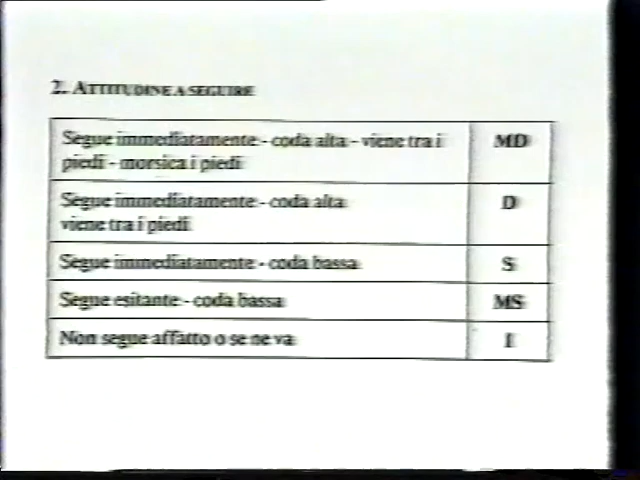 2. ATTITUDINE A SEGUIRE
Segue immediatamente - coda alta - viene tra i MD
piedi - morsica i piedi
Segue immediatamente - coda alta D
viene tra i piedi
Segue immediatamente - coda bassa S
Segue esitante - coda bassa MS
Non segue affatto o se ne va I